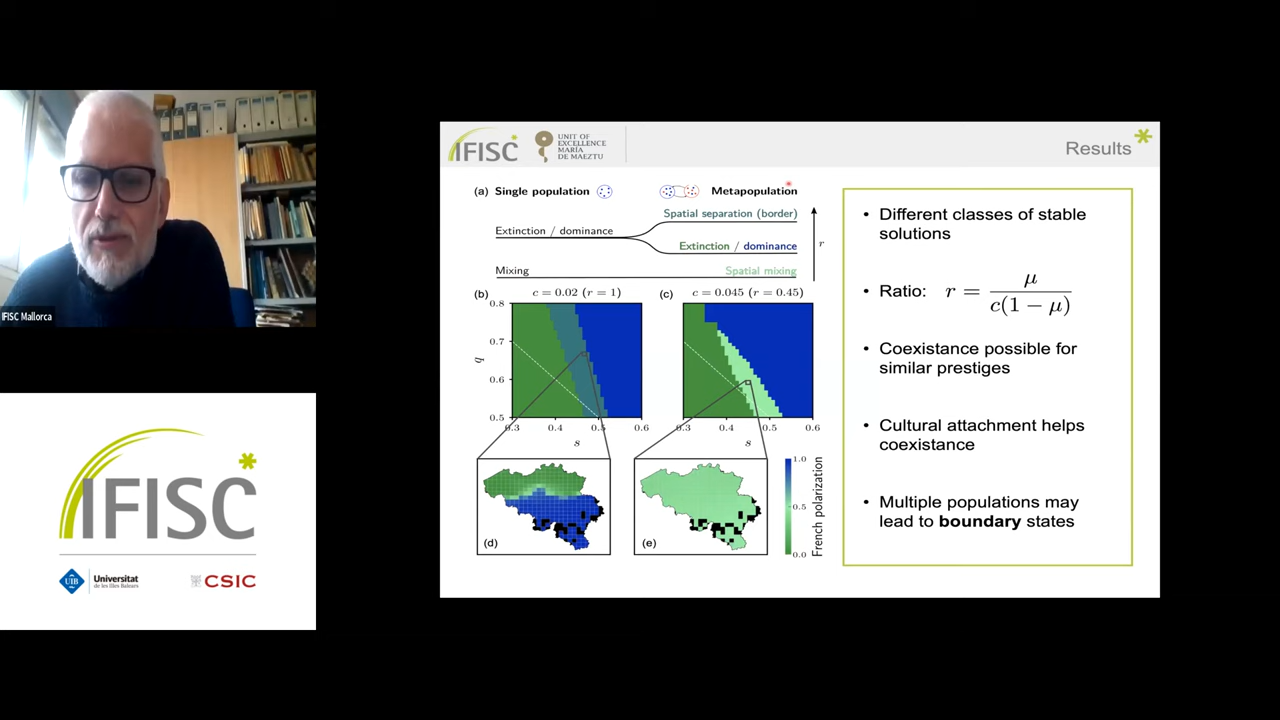 IFISC Mallorca
IFISC
Universitat
de les Illes Balears
CSIC
IFISC
UNIT OF
EXCELLENCE
MARÍA
DE MAEZTU
Results
(a) Single population
Metapopulation
Spatial separation (border)
Extinction / dominance
Extinction / dominance
r
Mixing
Spatial mixing
(b) c = 0.02 (r = 1)
(c) c = 0.045 (r = 0.45)
0.8
0.7
q
0.6
0.5
0.3 0.4 0.5 0.6
s
0.3 0.4 0.5 0.6
s
(d)
(e)
1.0
0.5
0.0
French polarization
• Different classes of stable
solutions
• Ratio: r = μ / c(1 − μ)
• Coexistance possible for
similar prestiges
• Cultural attachment helps
coexistance
• Multiple populations may
lead to boundary states